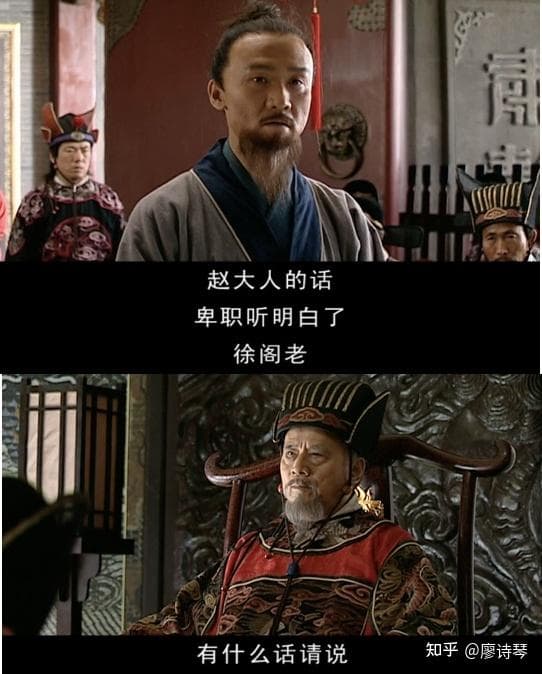 赵大人的话
卑职听明白了
徐阁老
有什么话请说
知乎 @廖诗琴